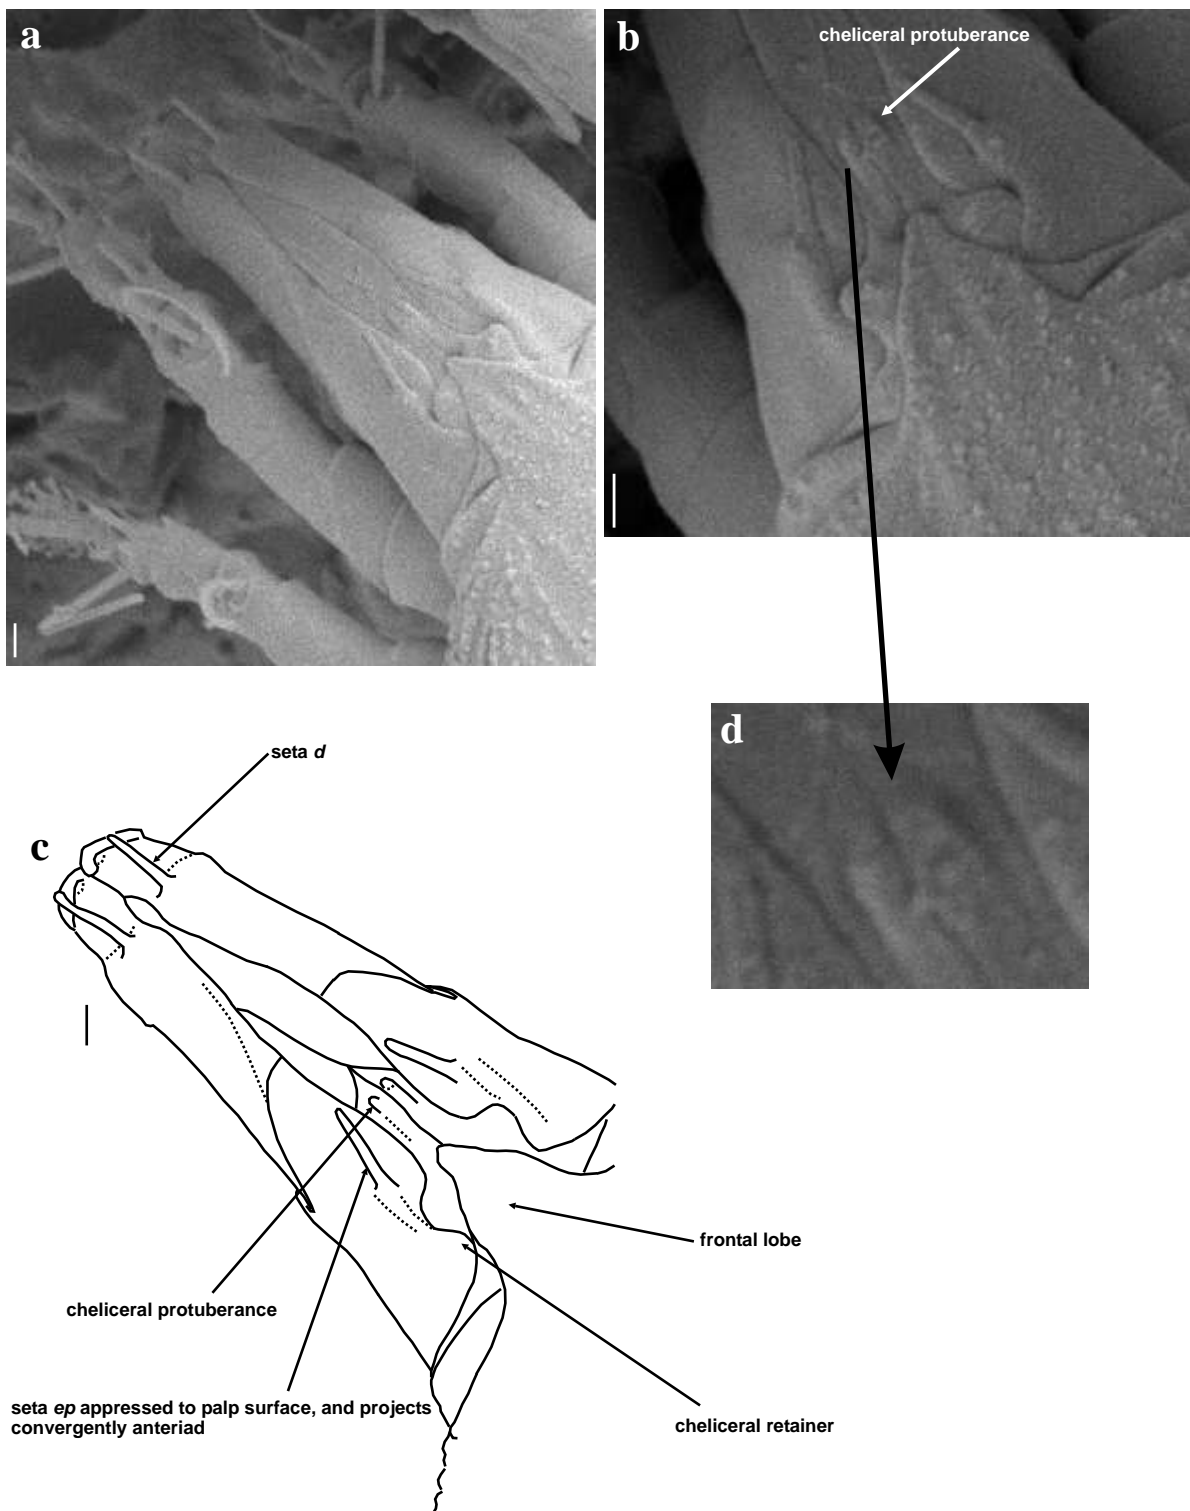 a
b
cheliceral protuberance
d
seta d
c
frontal lobe
cheliceral protuberance
seta ep appressed to palp surface, and projects
convergently anteriad
cheliceral retainer